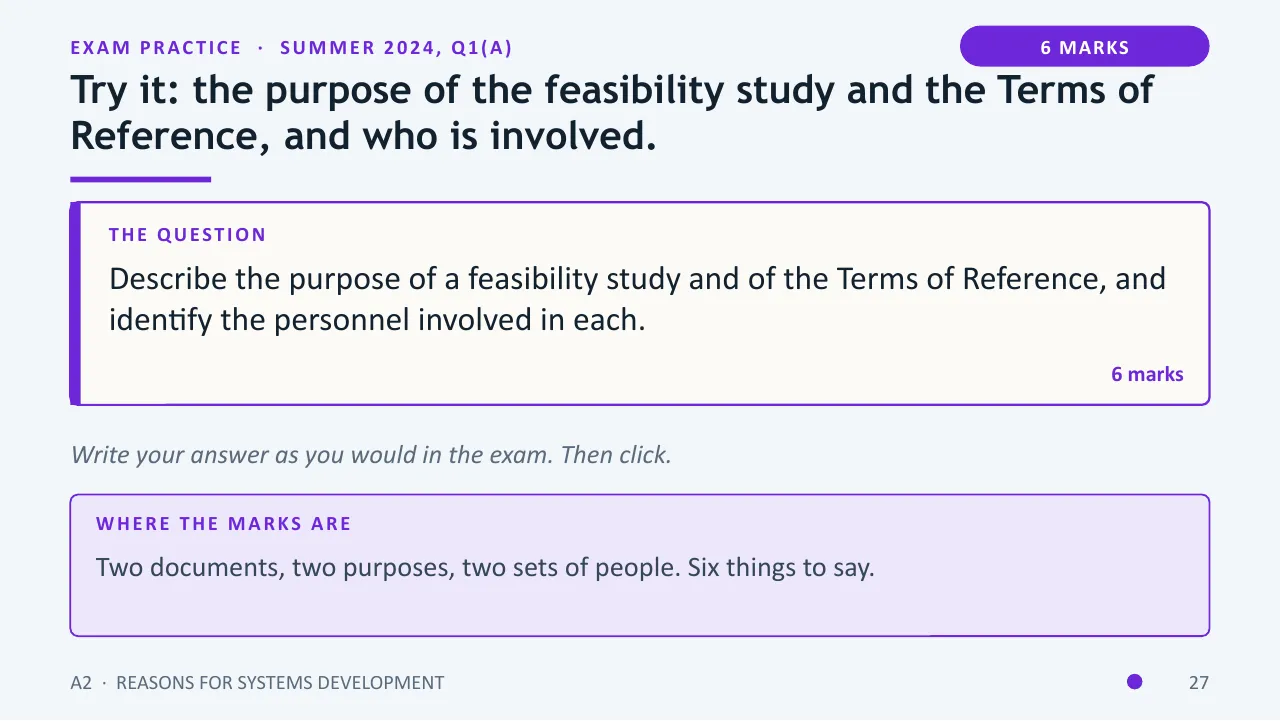 EXAM PRACTICE · SUMMER 2024, Q1(A)
6 MARKS
Try it: the purpose of the feasibility study and the Terms of
Reference, and who is involved.
THE QUESTION
Describe the purpose of a feasibility study and of the Terms of Reference, and
identify the personnel involved in each.
6 marks
Write your answer as you would in the exam. Then click.
WHERE THE MARKS ARE
Two documents, two purposes, two sets of people. Six things to say.
A2 · REASONS FOR SYSTEMS DEVELOPMENT
27